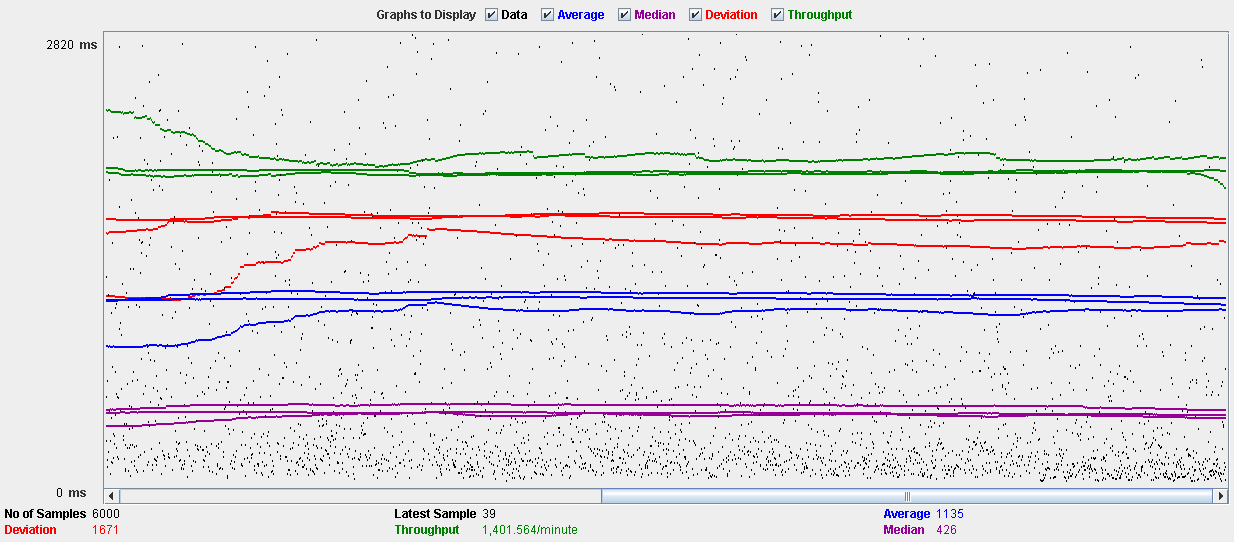 Graphs to Display Data Average Median Deviation Throughput
2820 ms
0 ms
No of Samples 6000 Latest Sample 39 Average 1135
Deviation 1671 Throughput 1,401.564/minute Median 426